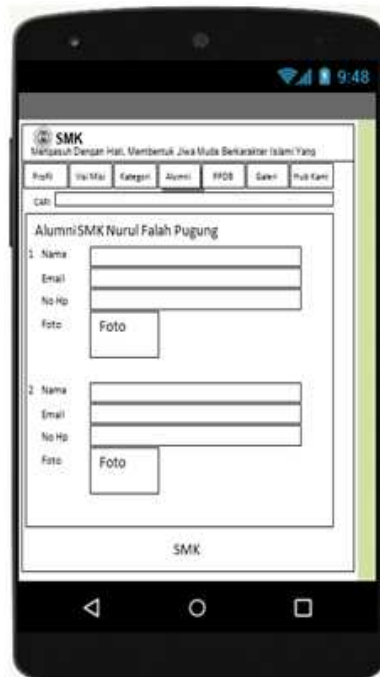 9:48
SMK
Mengasuh Dengan Hati, Membentuk Jiwa Muda Berkarakter Islami Yang
Profil Visi Misi Kategori Alumni PPDB Galeri Hub Kami
CARI
Alumni SMK Nurul Falah Pugung
1 Nama
Email
No Hp
Foto Foto
2 Nama
Email
No Hp
Foto Foto
SMK